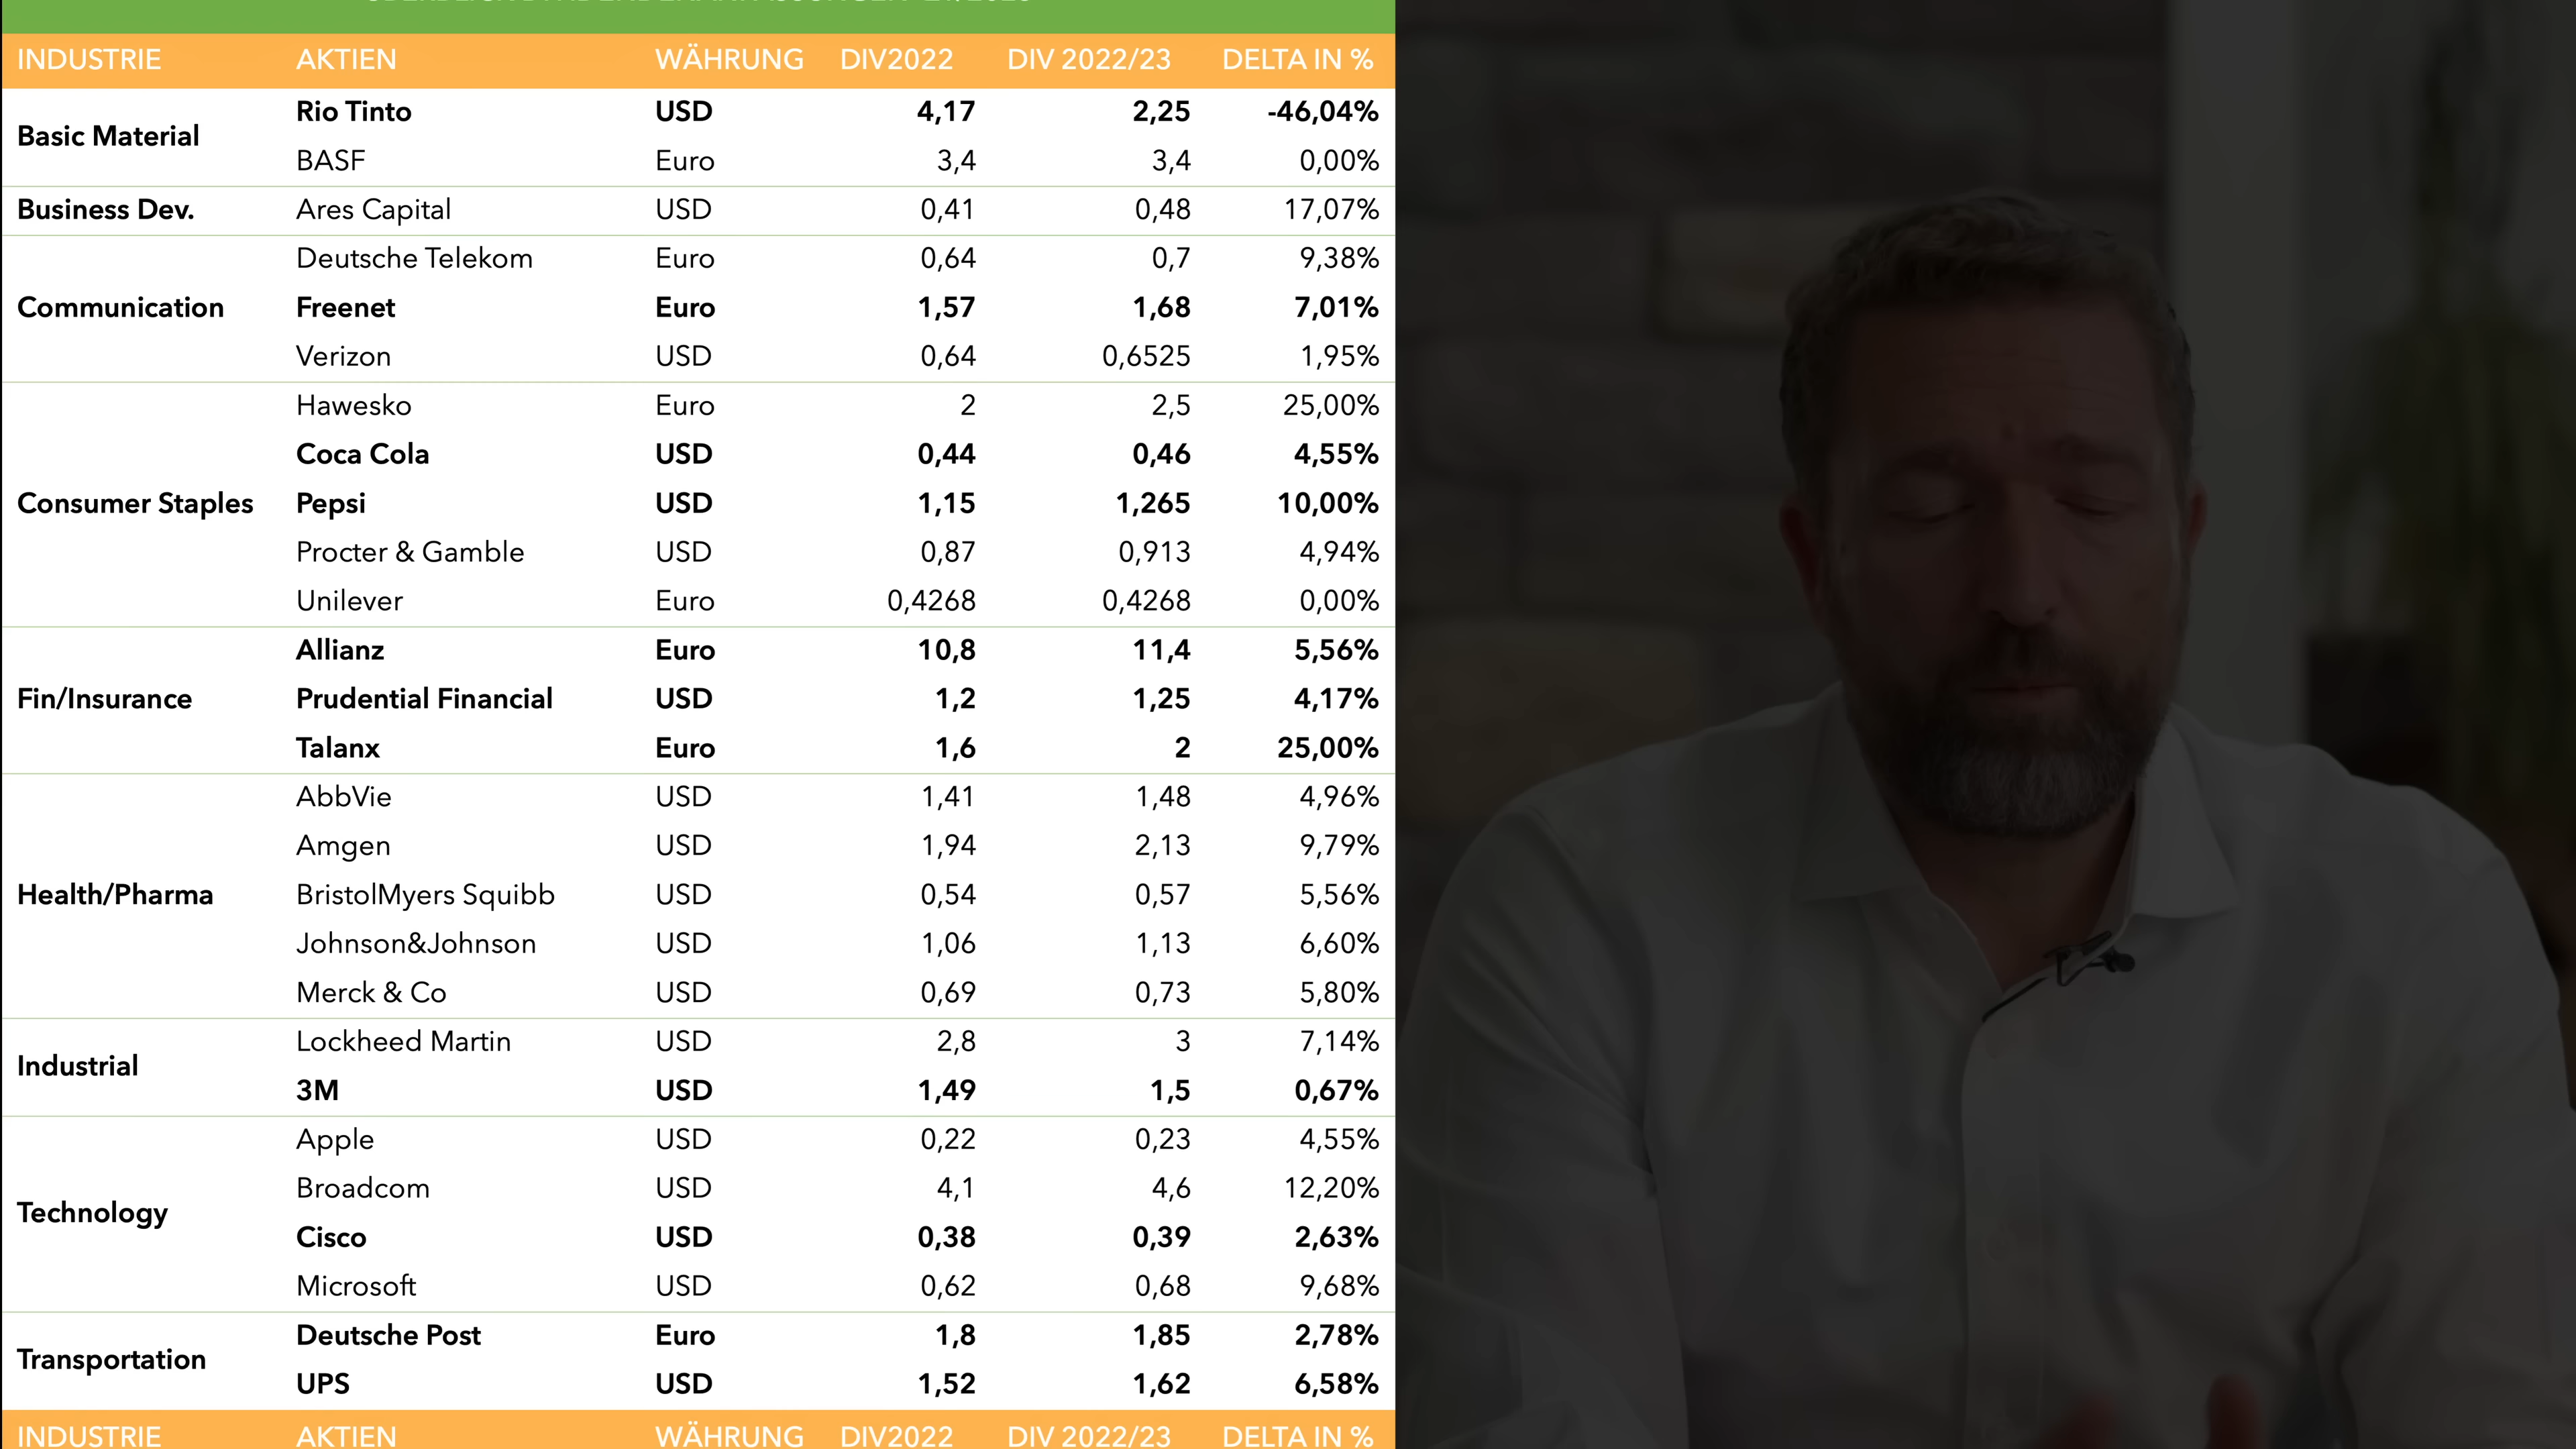 INDUSTRIE AKTIEN WÄHRUNG DIV2022 DIV 2022/23 DELTA IN %
Basic Material
Rio Tinto USD 4,17 2,25 -46,04%
BASF Euro 3,4 3,4 0,00%
Business Dev. Ares Capital USD 0,41 0,48 17,07%
Communication
Deutsche Telekom Euro 0,64 0,7 9,38%
Freenet Euro 1,57 1,68 7,01%
Verizon USD 0,64 0,6525 1,95%
Consumer Staples
Hawesko Euro 2 2,5 25,00%
Coca Cola USD 0,44 0,46 4,55%
Pepsi USD 1,15 1,265 10,00%
Procter & Gamble USD 0,87 0,913 4,94%
Unilever Euro 0,4268 0,4268 0,00%
Fin/Insurance
Allianz Euro 10,8 11,4 5,56%
Prudential Financial USD 1,2 1,25 4,17%
Talanx Euro 1,6 2 25,00%
Health/Pharma
AbbVie USD 1,41 1,48 4,96%
Amgen USD 1,94 2,13 9,79%
BristolMyers Squibb USD 0,54 0,57 5,56%
Johnson&Johnson USD 1,06 1,13 6,60%
Merck & Co USD 0,69 0,73 5,80%
Industrial
Lockheed Martin USD 2,8 3 7,14%
3M USD 1,49 1,5 0,67%
Technology
Apple USD 0,22 0,23 4,55%
Broadcom USD 4,1 4,6 12,20%
Cisco USD 0,38 0,39 2,63%
Microsoft USD 0,62 0,68 9,68%
Transportation
Deutsche Post Euro 1,8 1,85 2,78%
UPS USD 1,52 1,62 6,58%
INDUSTRIE AKTIEN WÄHRUNG DIV2022 DIV 2022/23 DELTA IN %